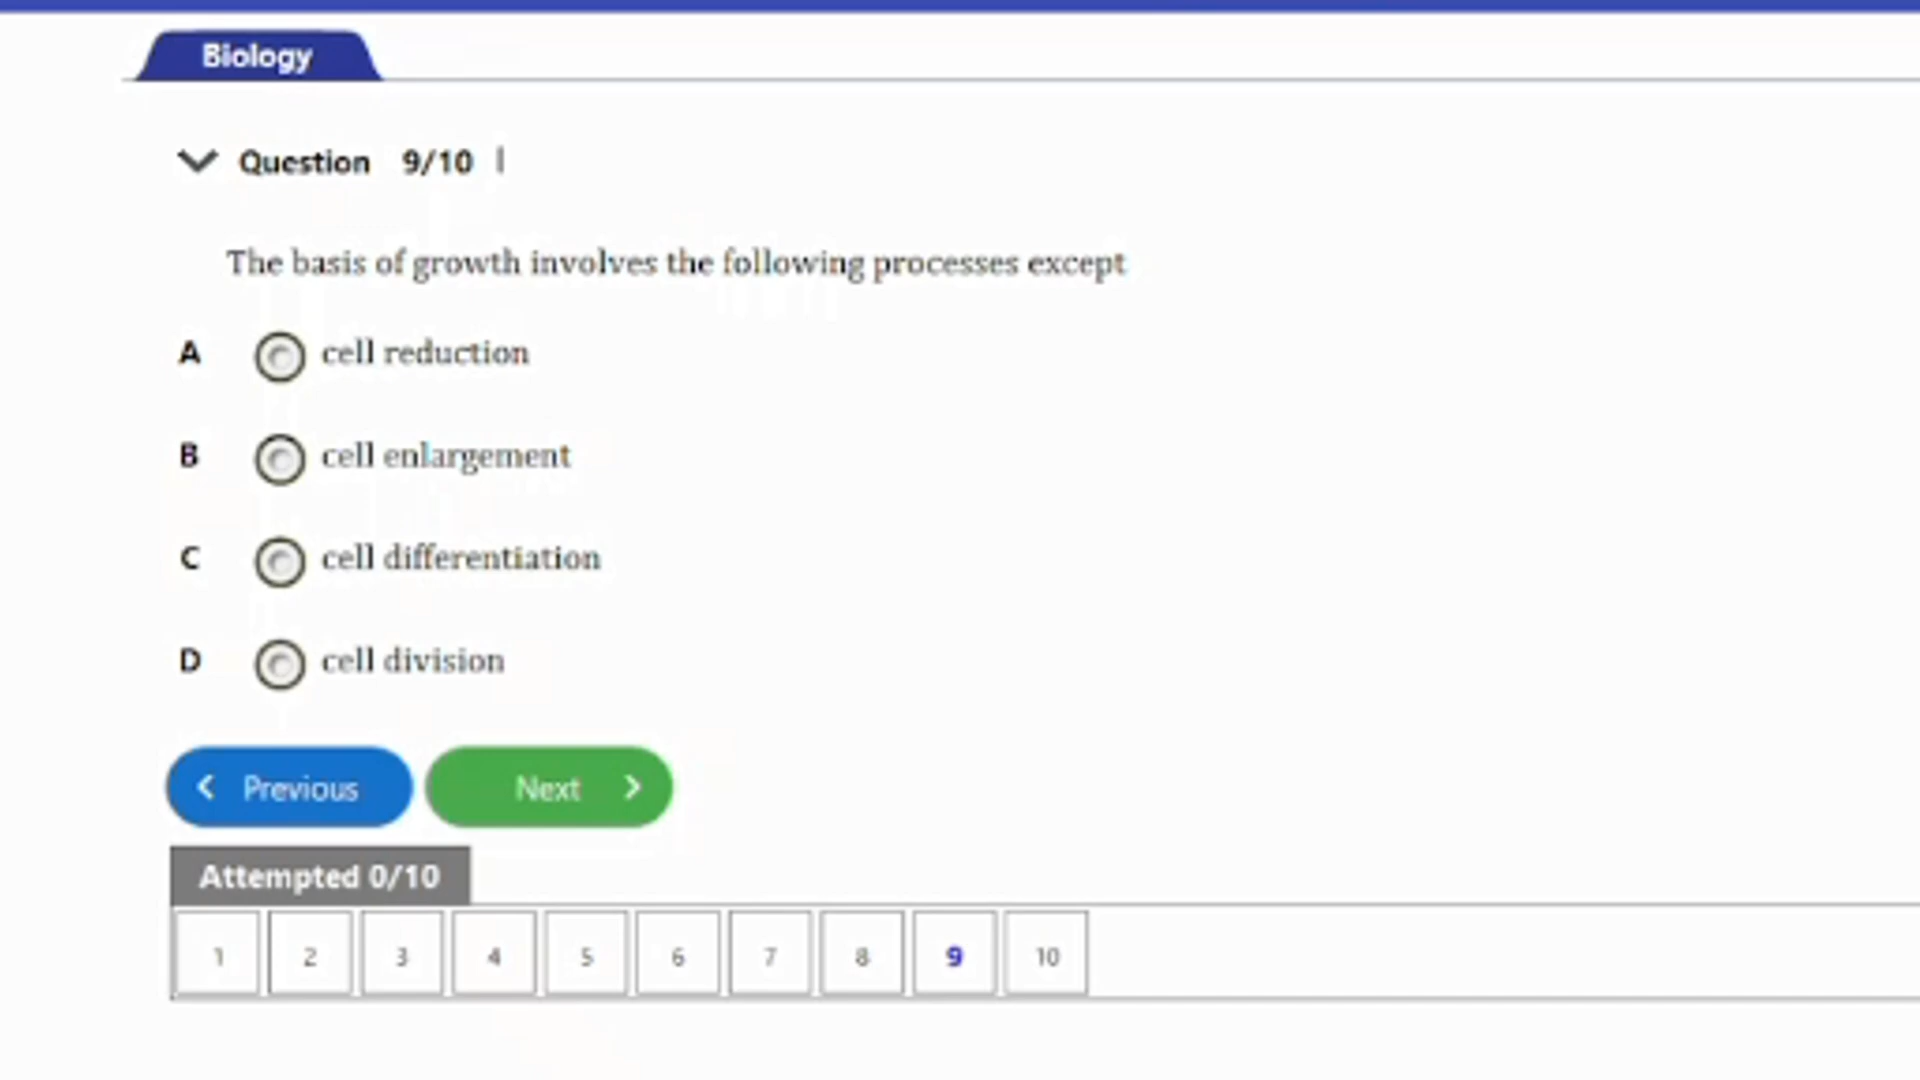 Biology
Question 9/10 |
The basis of growth involves the following processes except
A cell reduction
B cell enlargement
C cell differentiation
D cell division
Previous Next
Attempted 0/10
1 2 3 4 5 6 7 8 9 10